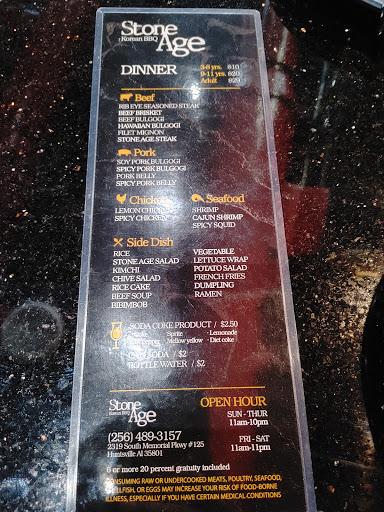 Stone
Korean BBQ
Age
DINNER
3-8 yrs. $10
9-11 yrs. $20
Adult $29
Beef
RIB EYE SEASONED STEAK
BEEF BRISKET
BEEF BULGOGI
HAWAIIAN BULGOGI
FILET MIGNON
STONE AGE STEAK
Pork
SOY PORK BULGOGI
SPICY PORK BULGOGI
PORK BELLY
SPICY PORK BELLY
Chicken
LEMON CHICKEN
SPICY CHICKEN
Seafood
SHRIMP
CAJUN SHRIMP
SPICY SQUID
Side Dish
RICE
STONE AGE SALAD
KIMCHI
CHIVE SALAD
RICE CAKE
BEEF SOUP
BIBIMBOB
VEGETABLE
LETTUCE WRAP
POTATO SALAD
FRENCH FRIES
DUMPLING
RAMEN
SODA COKE PRODUCT / $2.50
Sprite · Lemonade
Mellow yellow · Diet coke
SODA / $2
BOTTLE WATER / $2
Stone
Korean BBQ
Age
OPEN HOUR
SUN - THUR
11am-10pm
(256) 489-3157
2319 South Memorial Pkwy #125
Huntsville Al 35801
FRI - SAT
11am-11pm
6 or more 20 percent gratuity included
CONSUMING RAW OR UNDERCOOKED MEATS, POULTRY, SEAFOOD,
SHELLFISH, OR EGGS MAY INCREASE YOUR RISK OF FOOD-BORNE
ILLNESS, ESPECIALLY IF YOU HAVE CERTAIN MEDICAL CONDITIONS